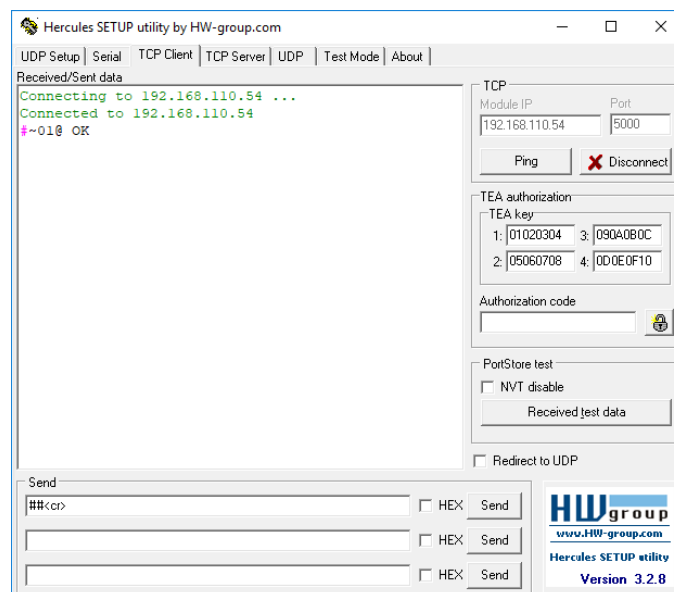 Hercules SETUP utility by HW-group.com
UDP Setup Serial TCP Client TCP Server UDP Test Mode About
Received/Sent data
Connecting to 192.168.110.54 ...
Connected to 192.168.110.54
#~01@ OK
TCP
Module IP Port
192.168.110.54 5000
Ping Disconnect
TEA authorization
TEA key
1: 01020304 3: 090A0B0C
2: 05060708 4: 0D0E0F10
Authorization code
PortStore test
NVT disable
Received test data
Redirect to UDP
Send
##<cr> HEX Send
HEX Send
HEX Send
HW group
www.HW-group.com
Hercules SETUP utility
Version 3.2.8